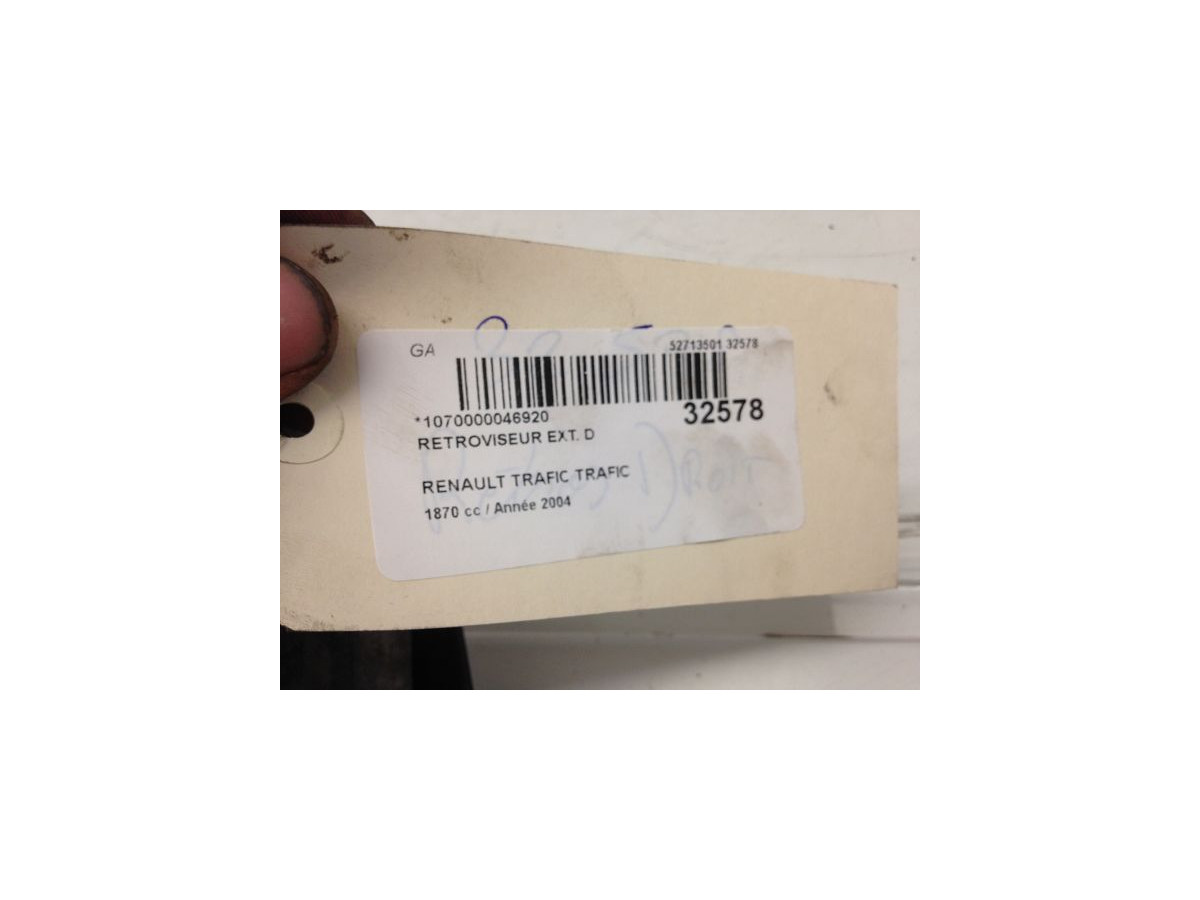 GA
52713501 32578
*1070000046920
32578
RETROVISEUR EXT. D
RENAULT TRAFIC TRAFIC
1870 cc / Année 2004